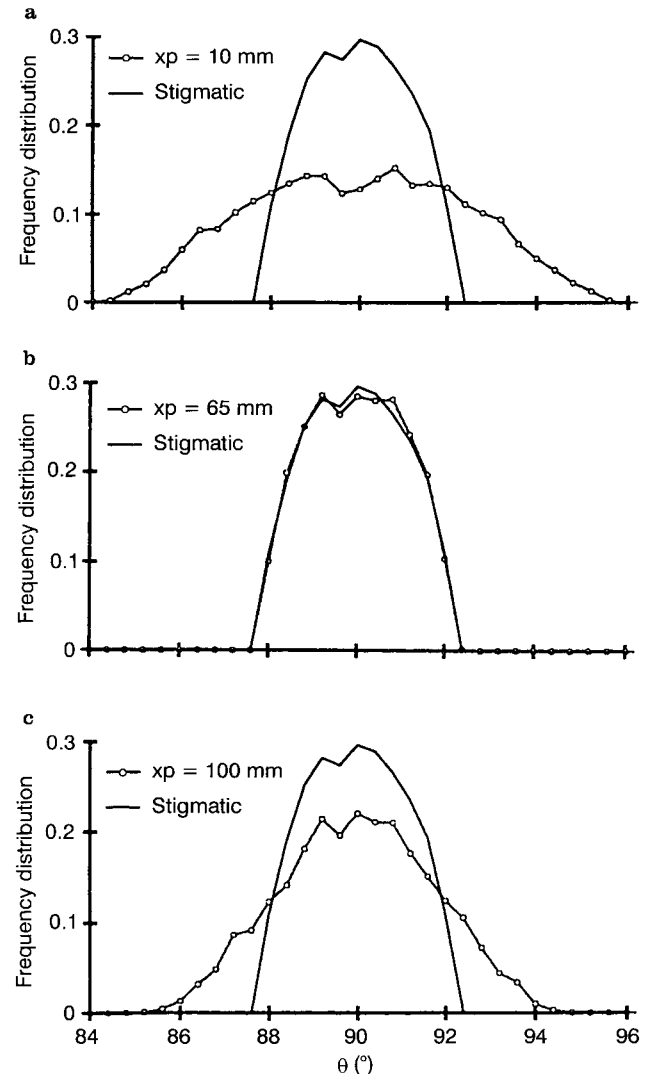 a
0.3
xp = 10 mm
Stigmatic
0.2
0.1
0
Frequency distribution
b
0.3
xp = 65 mm
Stigmatic
0.2
0.1
0
Frequency distribution
c
0.3
xp = 100 mm
Stigmatic
0.2
0.1
0
Frequency distribution
84 86 88 90 92 94 96
θ (°)